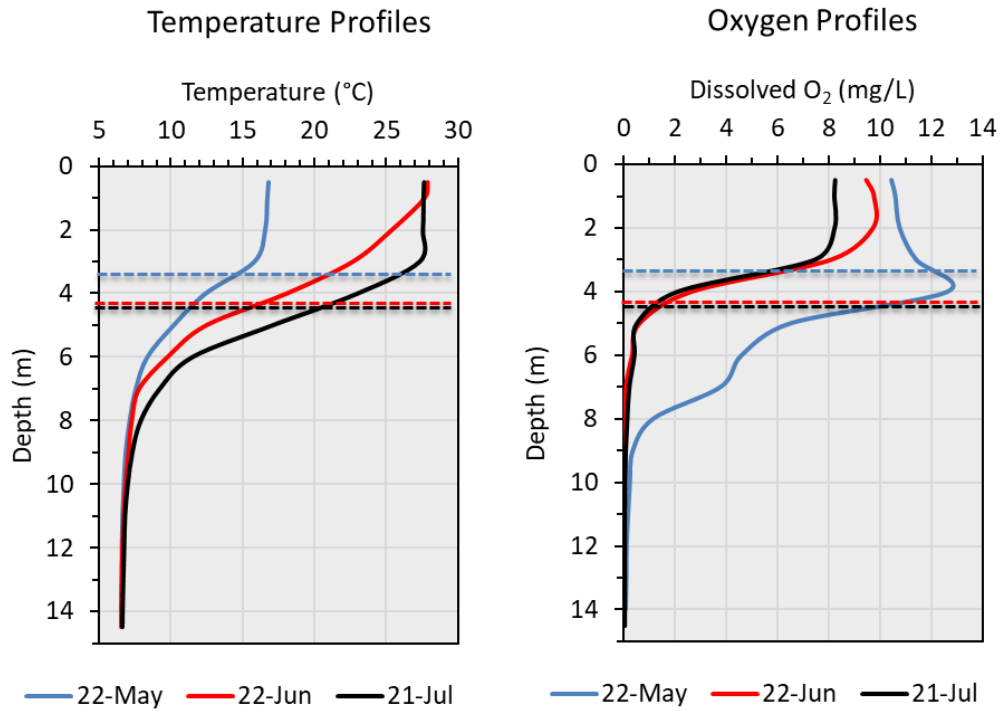 Temperature Profiles
Temperature (°C)
5 10 15 20 25 30
0
2
4
6
8
10
12
14
Depth (m)
22-May 22-Jun 21-Jul
Oxygen Profiles
Dissolved O₂ (mg/L)
0 2 4 6 8 10 12 14
0
2
4
6
8
10
12
14
Depth (m)
22-May 22-Jun 21-Jul